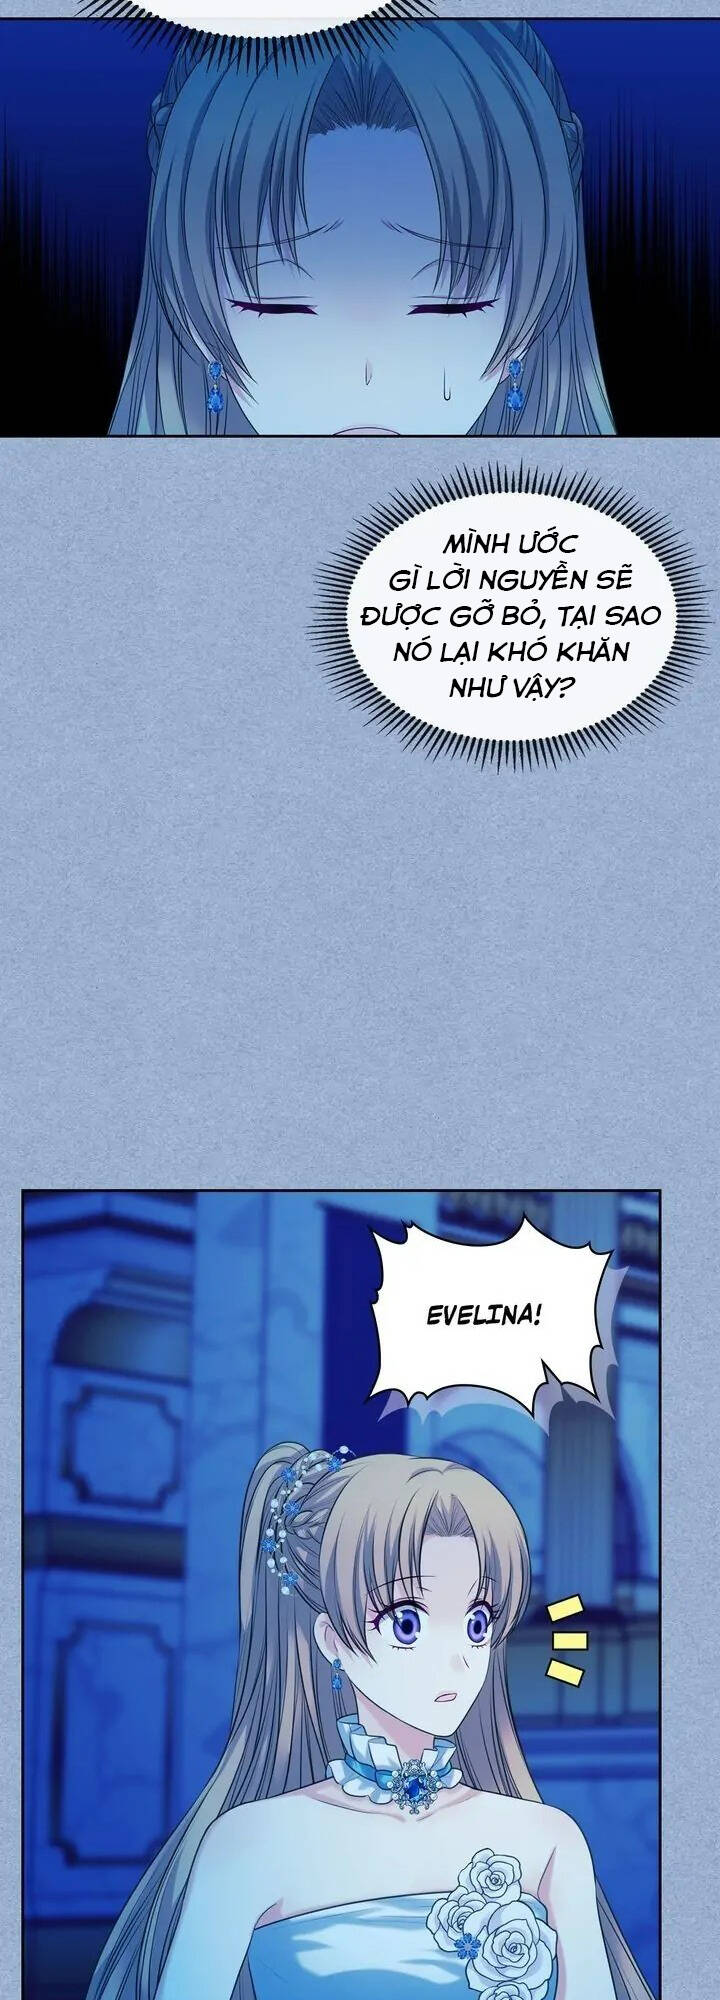 MÌNH ƯỚC
GÌ LỜI NGUYỀN SẼ
ĐƯỢC GỠ BỎ, TẠI SAO
NÓ LẠI KHÓ KHĂN
NHƯ VẬY?
EVELINA!